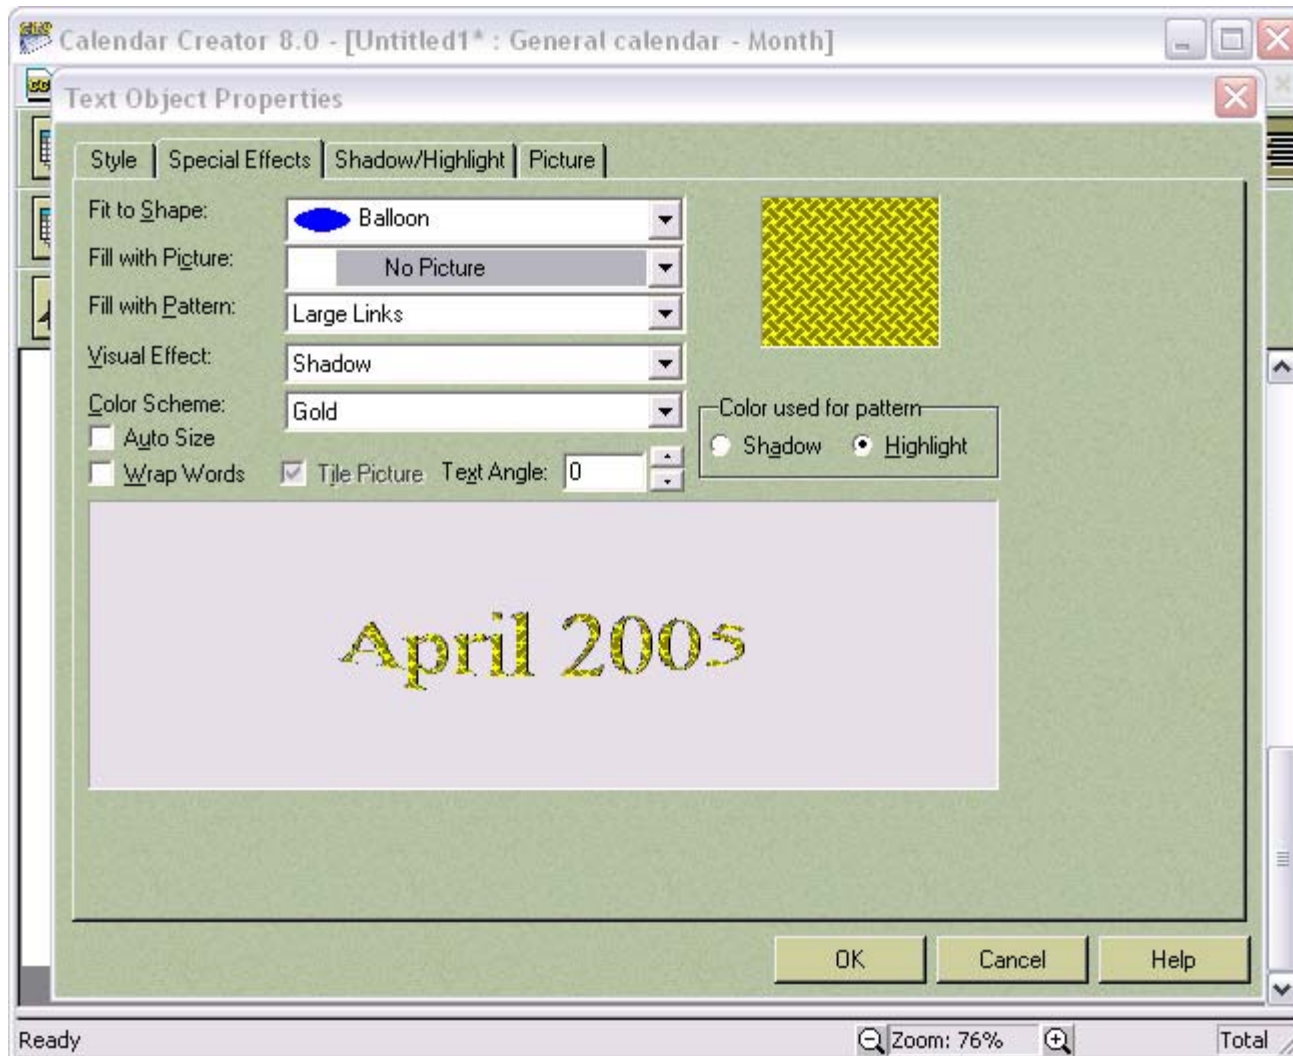 Calendar Creator 8.0 - [Untitled1* : General calendar - Month]
Text Object Properties
Style Special Effects Shadow/Highlight Picture
Fit to Shape: Balloon
Fill with Picture: No Picture
Fill with Pattern: Large Links
Visual Effect: Shadow
Color Scheme: Gold
Color used for pattern
Auto Size
Shadow Highlight
Wrap Words Tile Picture Text Angle: 0
April 2005
OK Cancel Help
Ready Zoom: 76% Total